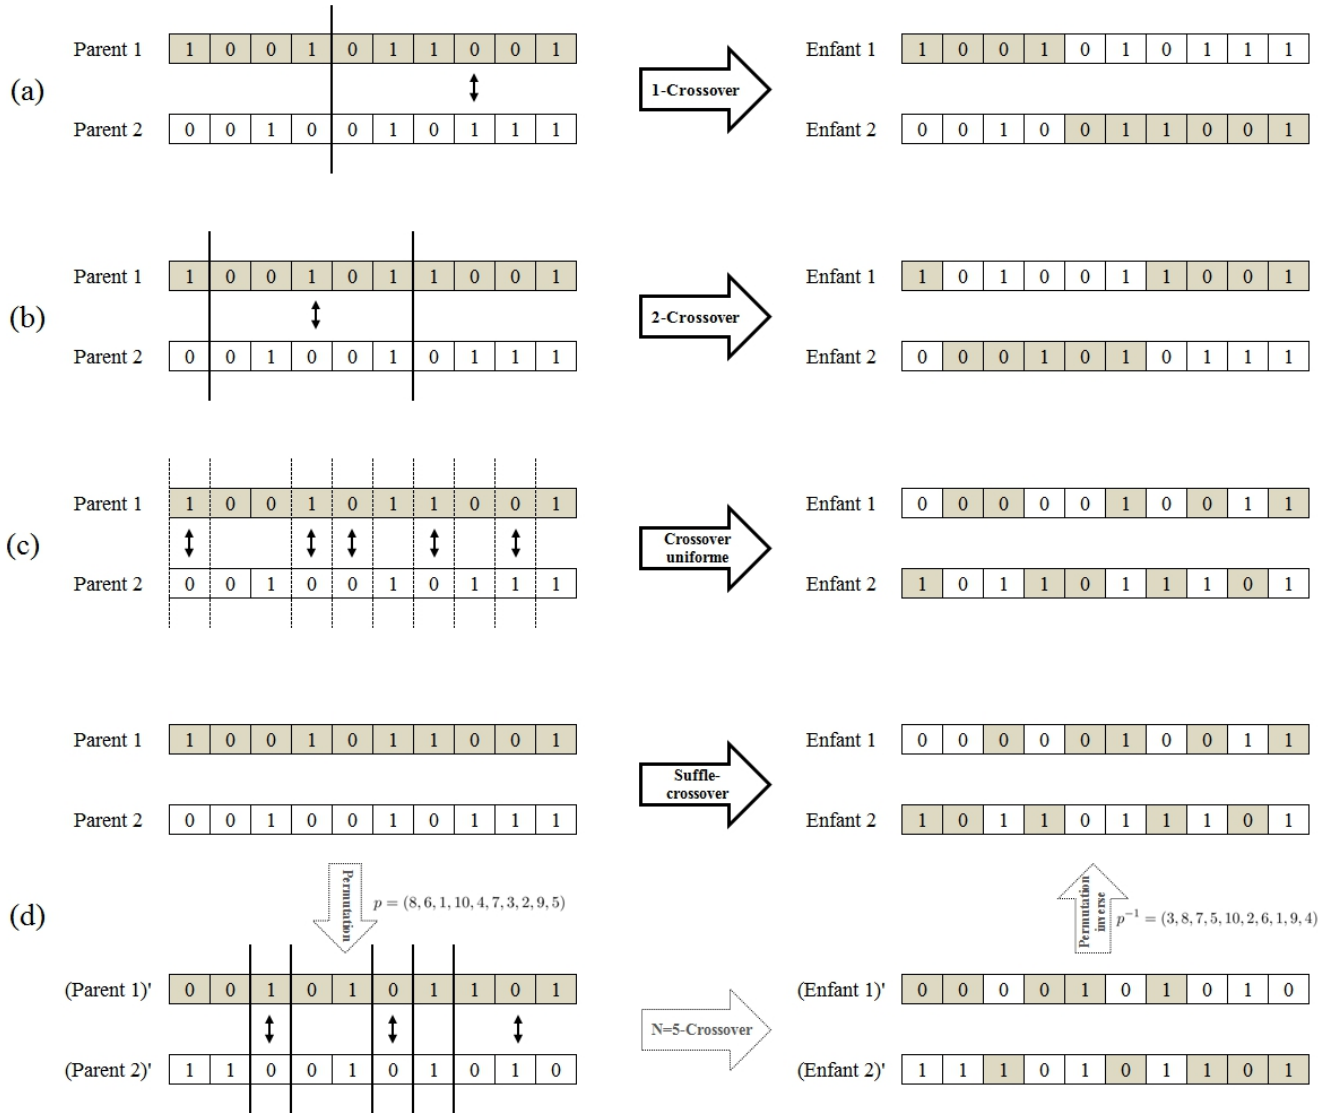 Parent 1 1 0 0 1 0 1 1 0 0 1 Enfant 1 1 0 0 1 0 1 0 1 1 1
(a) 1-Crossover
Parent 2 0 0 1 0 0 1 0 1 1 1 Enfant 2 0 0 1 0 0 1 1 0 0 1
Parent 1 1 0 0 1 0 1 1 0 0 1 Enfant 1 1 0 1 0 0 1 1 0 0 1
(b) 2-Crossover
Parent 2 0 0 1 0 0 1 0 1 1 1 Enfant 2 0 0 0 1 0 1 0 1 1 1
Parent 1 1 0 0 1 0 1 1 0 0 1 Enfant 1 0 0 0 0 0 1 0 0 1 1
(c) Crossover
uniforme
Parent 2 0 0 1 0 0 1 0 1 1 1 Enfant 2 1 0 1 1 0 1 1 1 0 1
Parent 1 1 0 0 1 0 1 1 0 0 1 Enfant 1 0 0 0 0 0 1 0 0 1 1
Suffle-
crossover
Parent 2 0 0 1 0 0 1 0 1 1 1 Enfant 2 1 0 1 1 0 1 1 1 0 1
(d)
Permutation
p = (8, 6, 1, 10, 4, 7, 3, 2, 9, 5)
Permutation
inverse
p⁻¹ = (3, 8, 7, 5, 10, 2, 6, 1, 9, 4)
(Parent 1)' 0 0 1 0 1 0 1 1 0 1 (Enfant 1)' 0 0 0 0 1 0 1 0 1 0
N=5-Crossover
(Parent 2)' 1 1 0 0 1 0 1 0 1 0 (Enfant 2)' 1 1 1 0 1 0 1 1 0 1